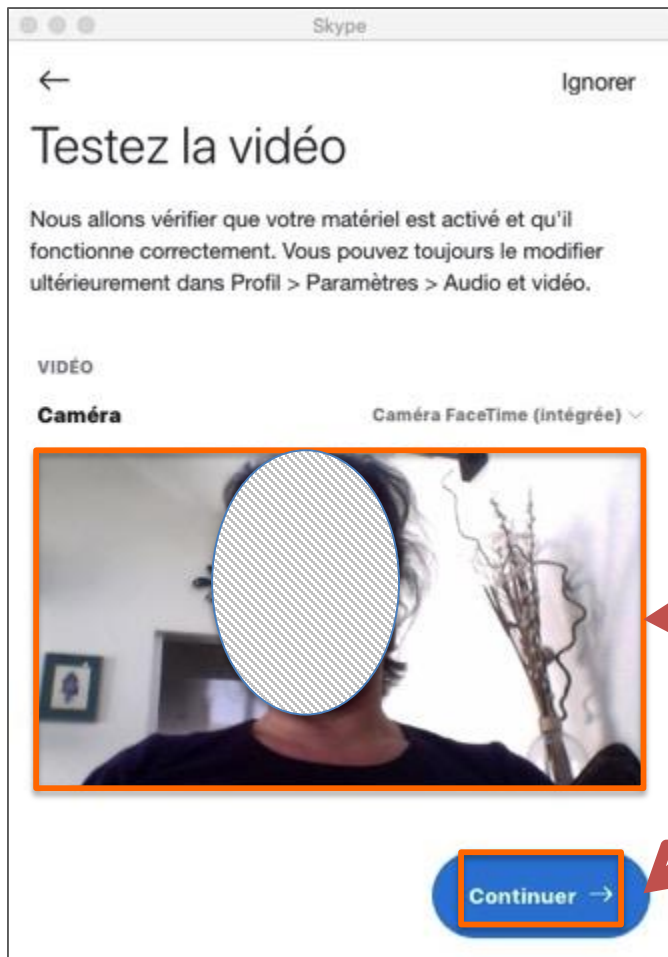 Skype
← Ignorer
Testez la vidéo
Nous allons vérifier que votre matériel est activé et qu'il
fonctionne correctement. Vous pouvez toujours le modifier
ultérieurement dans Profil > Paramètres > Audio et vidéo.
VIDÉO
Caméra Caméra FaceTime (intégrée)
Continuer →